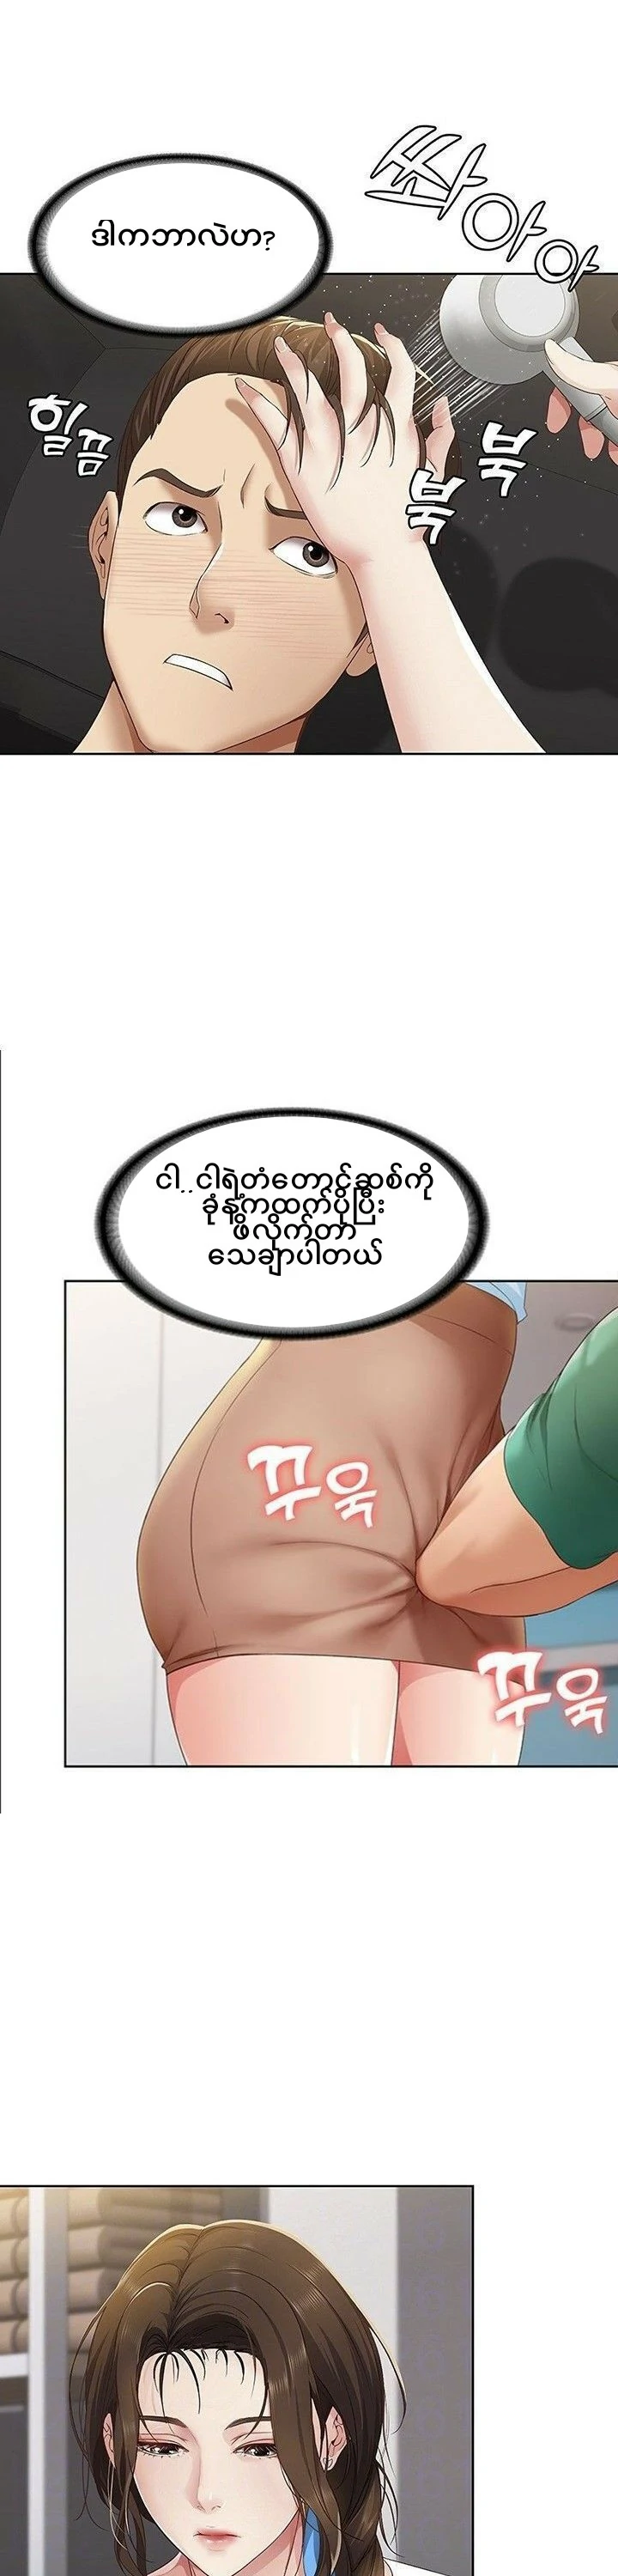 쏴아아
ဒါကဘာလဲဟ?
힐끔
북
북
ငါ..ငါရဲ့တံတောင်ဆစ်ကို
ခုံနဲ့ကထက်ပိုပြီး
ဖိလိုက်တာ
သေချာပါတယ်
꾸욱
꾸욱